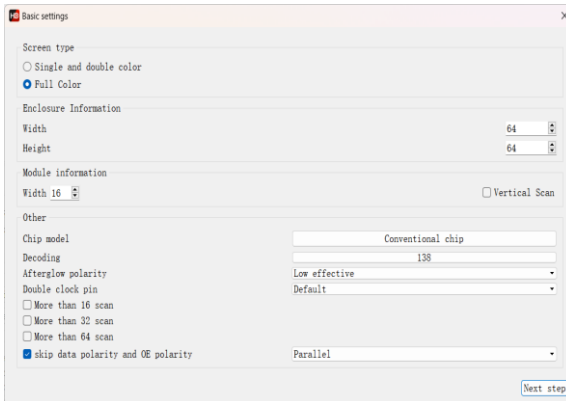 HD Basic settings
Screen type
Single and double color
Full Color
Enclosure Information
Width 64
Height 64
Module information
Width 16 Vertical Scan
Other
Chip model Conventional chip
Decoding 138
Afterglow polarity Low effective
Double clock pin Default
More than 16 scan
More than 32 scan
More than 64 scan
skip data polarity and OE polarity Parallel
Next step